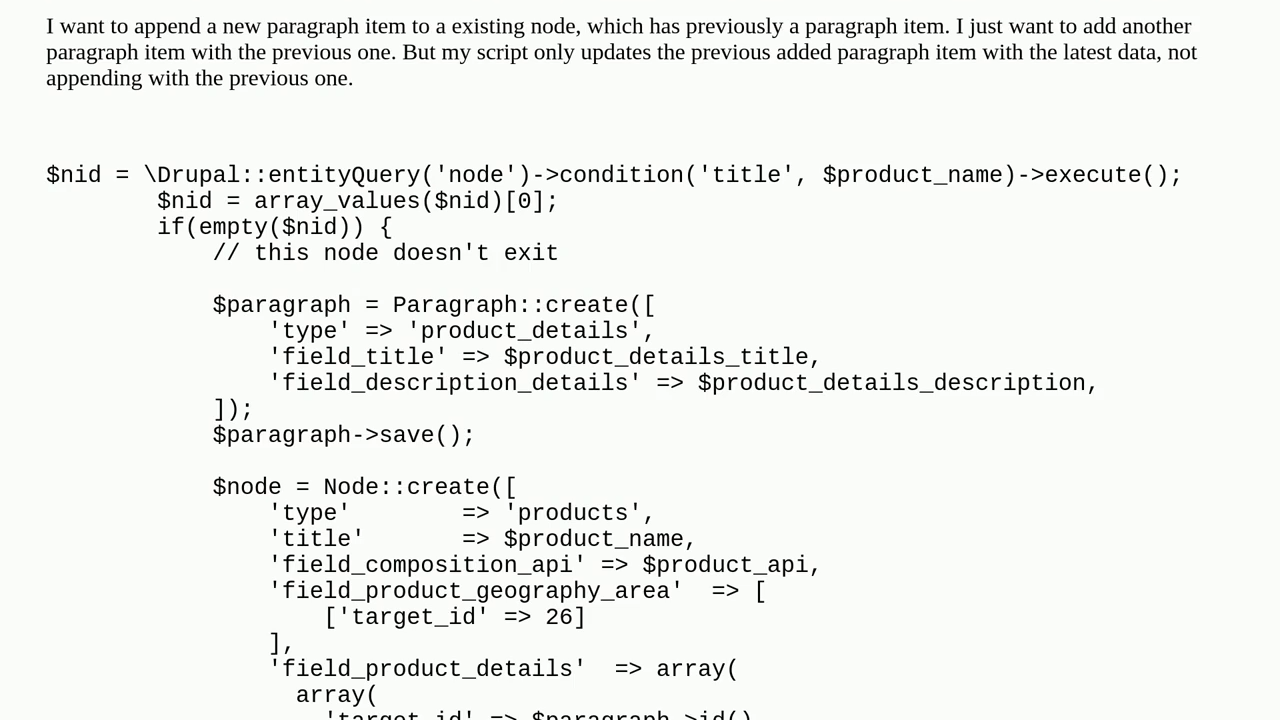 I want to append a new paragraph item to a existing node, which has previously a paragraph item. I just want to add another
paragraph item with the previous one. But my script only updates the previous added paragraph item with the latest data, not
appending with the previous one.
$nid = \Drupal::entityQuery('node')->condition('title', $product_name)->execute();
        $nid = array_values($nid)[0];
        if(empty($nid)) {
            // this node doesn't exit
            $paragraph = Paragraph::create([
                'type' => 'product_details',
                'field_title' => $product_details_title,
                'field_description_details' => $product_details_description,
            ]);
            $paragraph->save();
            $node = Node::create([
                'type'        => 'products',
                'title'       => $product_name,
                'field_composition_api' => $product_api,
                'field_product_geography_area'  => [
                    ['target_id' => 26]
                ],
                'field_product_details'  => array(
                  array(
                    'target_id' => $paragraph->id(),